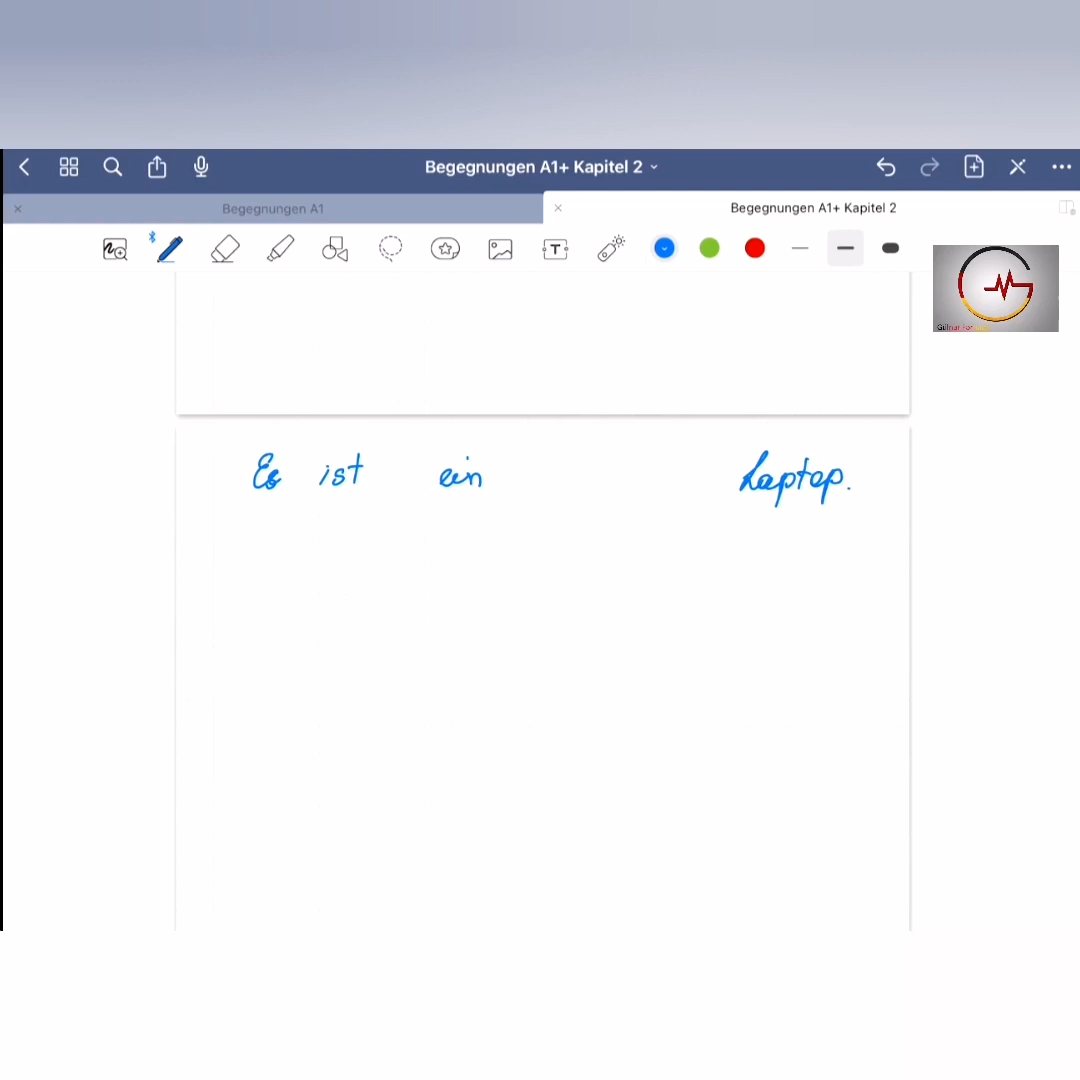 Begegnungen A1+ Kapitel 2
Begegnungen A1
Begegnungen A1+ Kapitel 2
T
Es ist ein Laptop.